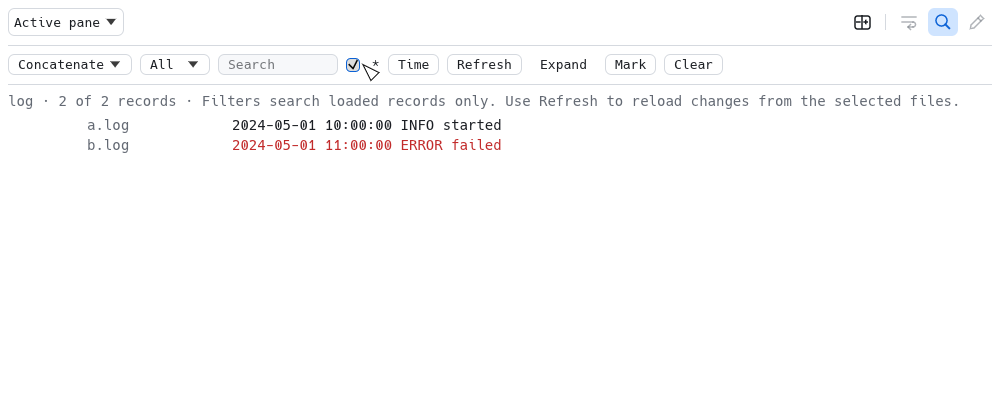 Active pane
Concatenate All Search .* Time Refresh Expand Mark Clear
log · 2 of 2 records · Filters search loaded records only. Use Refresh to reload changes from the selected files.
a.log 2024-05-01 10:00:00 INFO started
b.log 2024-05-01 11:00:00 ERROR failed